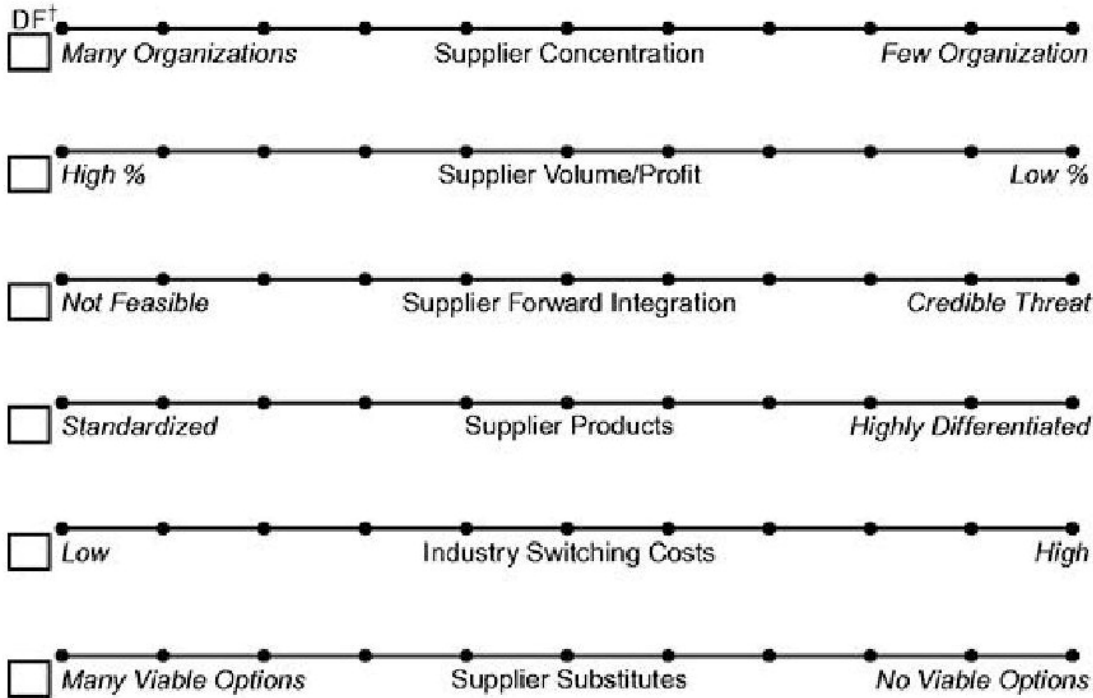 DF†
Many Organizations Supplier Concentration Few Organization
High % Supplier Volume/Profit Low %
Not Feasible Supplier Forward Integration Credible Threat
Standardized Supplier Products Highly Differentiated
Low Industry Switching Costs High
Many Viable Options Supplier Substitutes No Viable Options